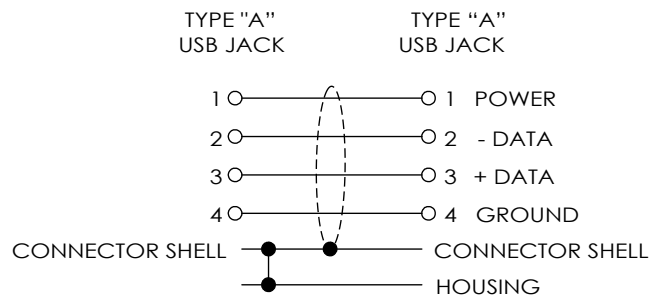 TYPE "A" TYPE “A”
USB JACK USB JACK
1 1 POWER
2 2 - DATA
3 3 + DATA
4 4 GROUND
CONNECTOR SHELL CONNECTOR SHELL
HOUSING